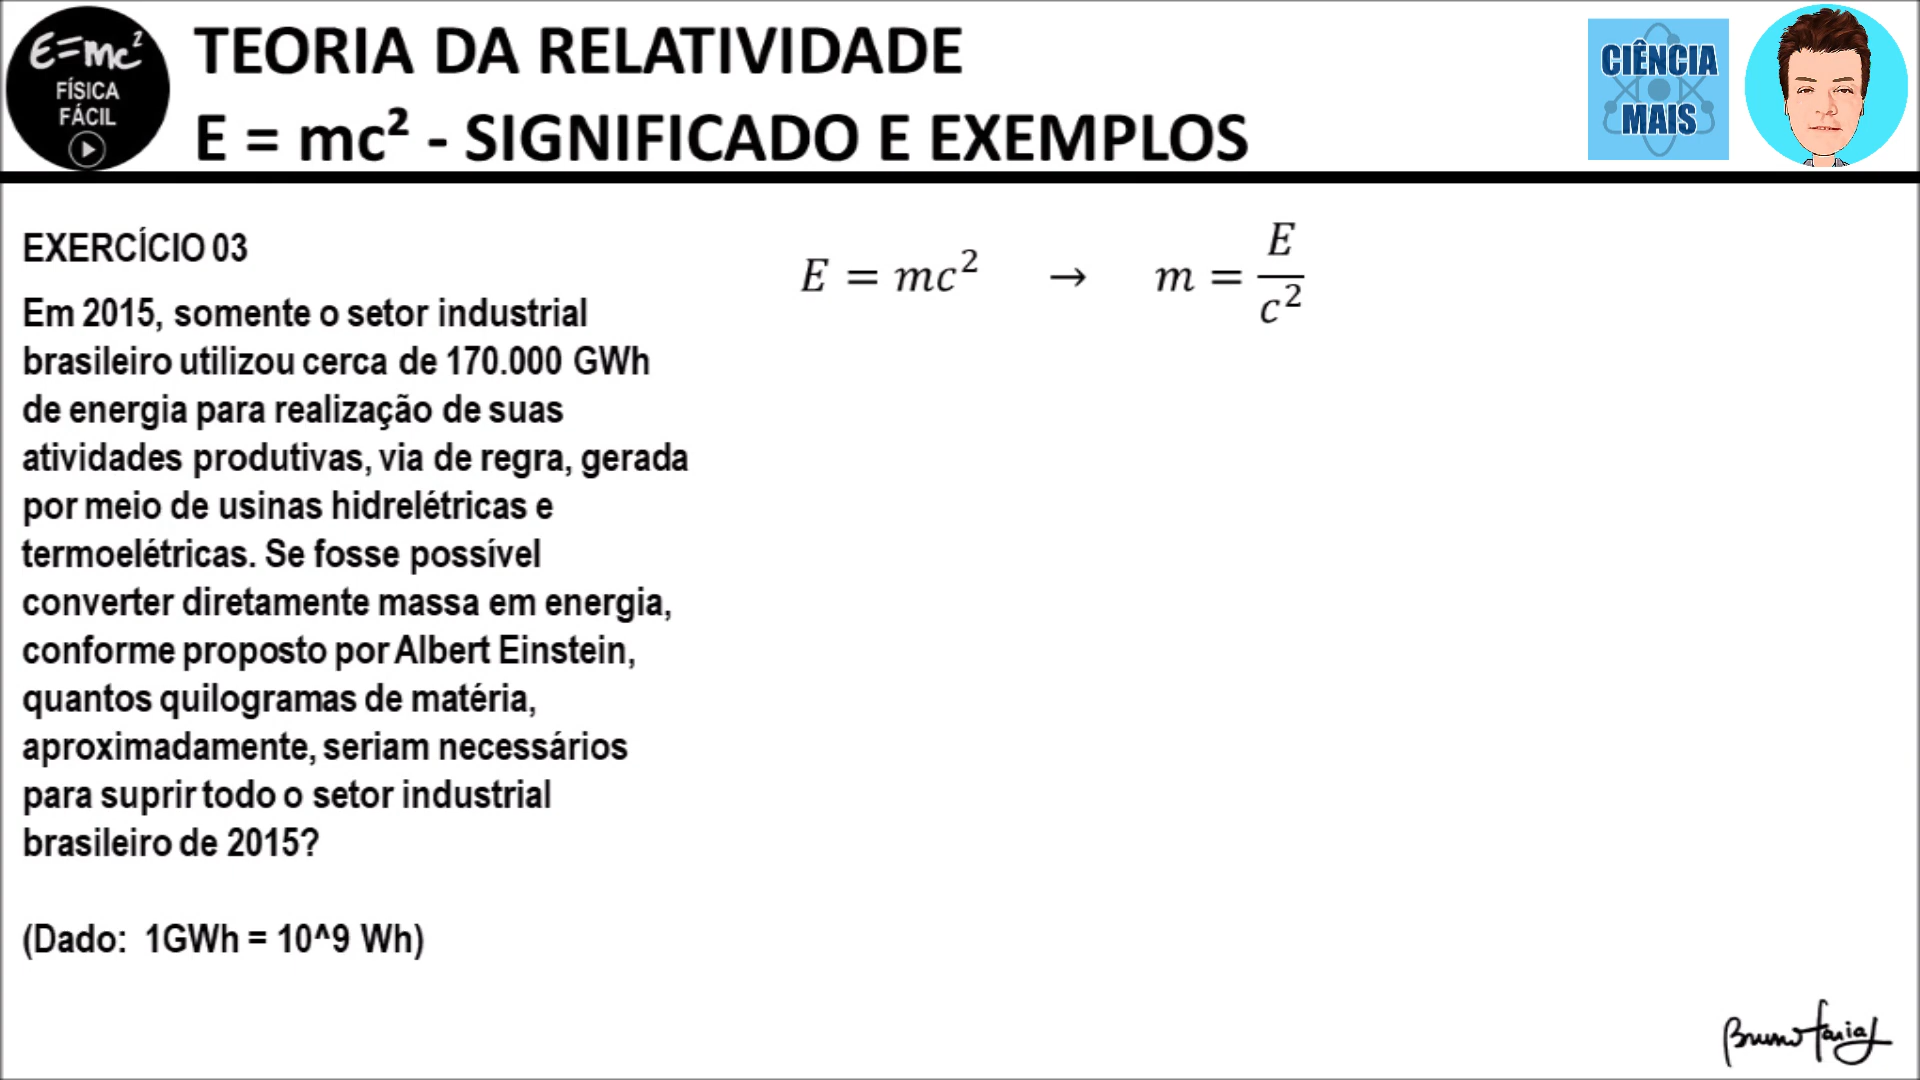 E=mc²
FÍSICA
FÁCIL
TEORIA DA RELATIVIDADE
E = mc² - SIGNIFICADO E EXEMPLOS
CIÊNCIA
MAIS
EXERCÍCIO 03
Em 2015, somente o setor industrial
brasileiro utilizou cerca de 170.000 GWh
de energia para realização de suas
atividades produtivas, via de regra, gerada
por meio de usinas hidrelétricas e
termoelétricas. Se fosse possível
converter diretamente massa em energia,
conforme proposto por Albert Einstein,
quantos quilogramas de matéria,
aproximadamente, seriam necessários
para suprir todo o setor industrial
brasileiro de 2015?
(Dado: 1GWh = 10^9 Wh)
E = mc² → m = E/c²
Bruno Farias